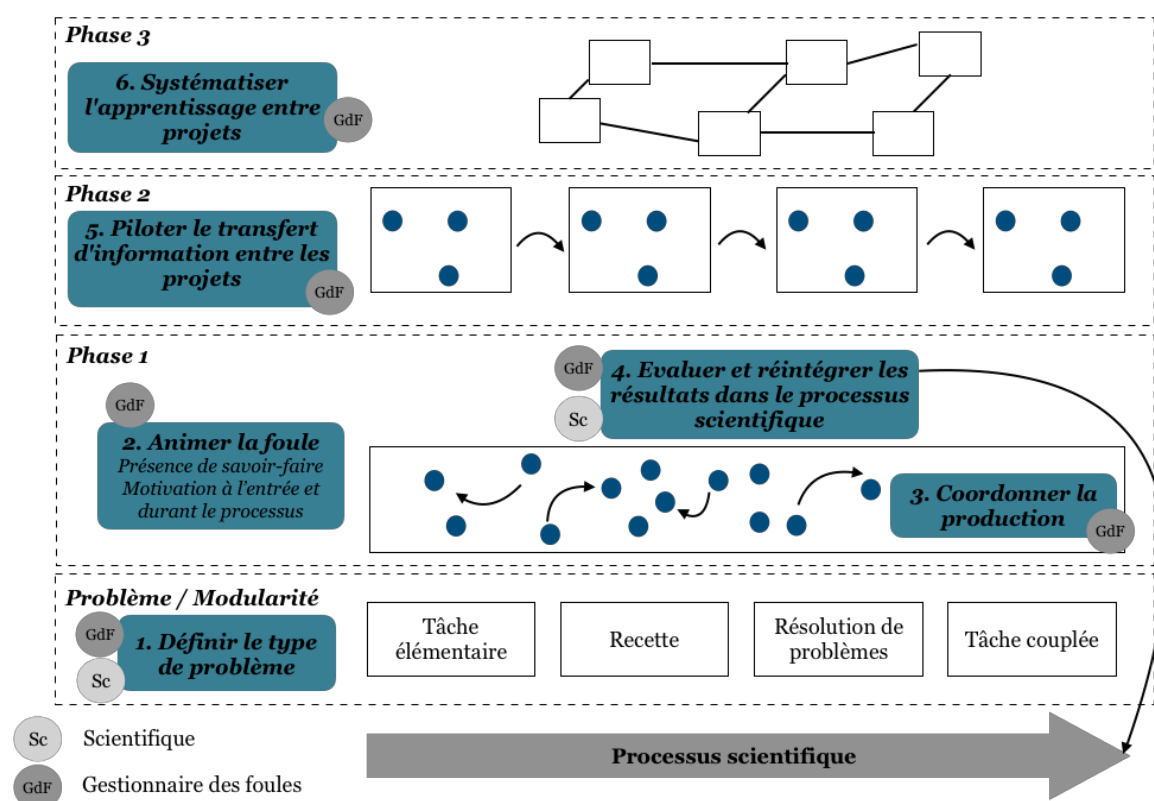 Phase 3
6. Systématiser
l'apprentissage entre
projets
GdF
Phase 2
5. Piloter le transfert
d'information entre les
projets
GdF
Phase 1
GdF
2. Animer la foule
Présence de savoir-faire
Motivation à l'entrée et
durant le processus
GdF
Sc
4. Evaluer et réintégrer les
résultats dans le processus
scientifique
3. Coordonner la
production
GdF
Problème / Modularité
GdF
Sc
1. Définir le type
de problème
Tâche
élémentaire
Recette
Résolution de
problèmes
Tâche couplée
Sc
Scientifique
GdF
Gestionnaire des foules
Processus scientifique